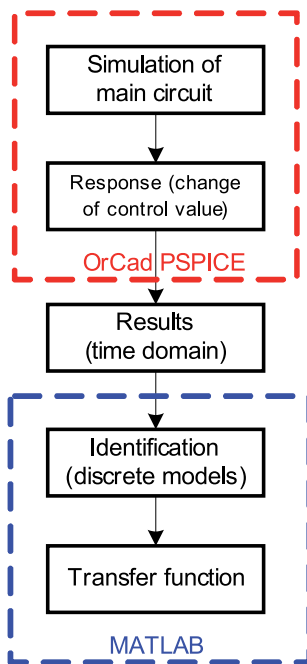 Simulation of
main circuit
Response (change
of control value)
OrCad PSPICE
Results
(time domain)
Identification
(discrete models)
Transfer function
MATLAB